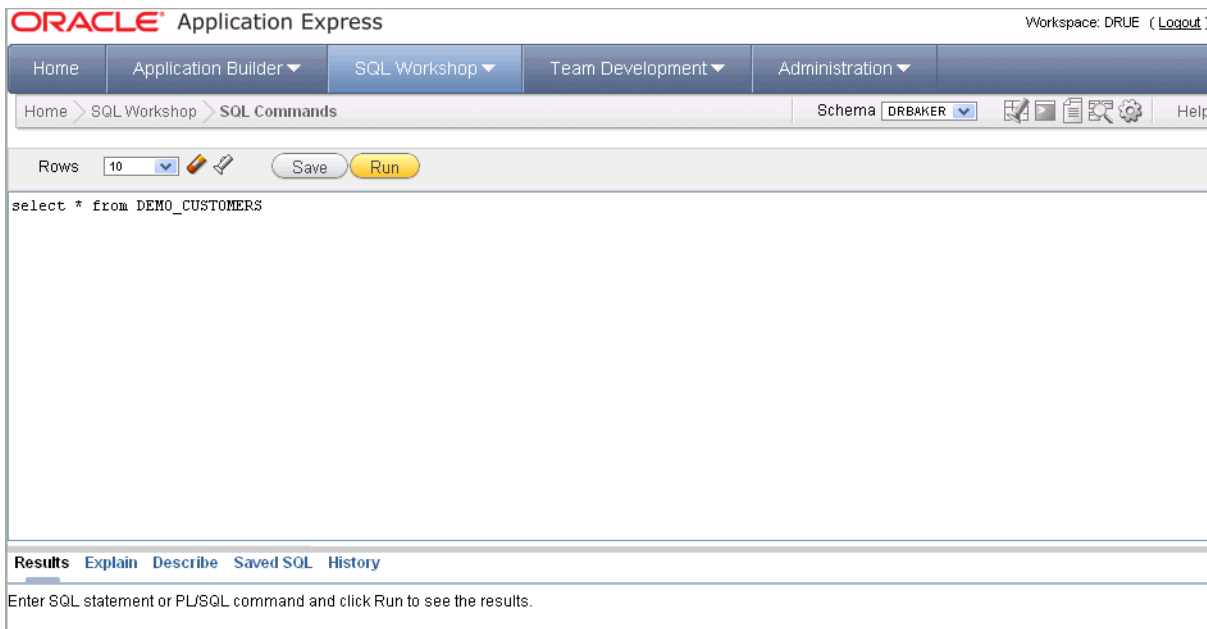 ORACLE® Application Express
Workspace: DRUE ( Logout )
Home Application Builder SQL Workshop Team Development Administration
Home SQL Workshop SQL Commands Schema DRBAKER Help
Rows 10 Save Run
select * from DEMO_CUSTOMERS
Results Explain Describe Saved SQL History
Enter SQL statement or PL/SQL command and click Run to see the results.